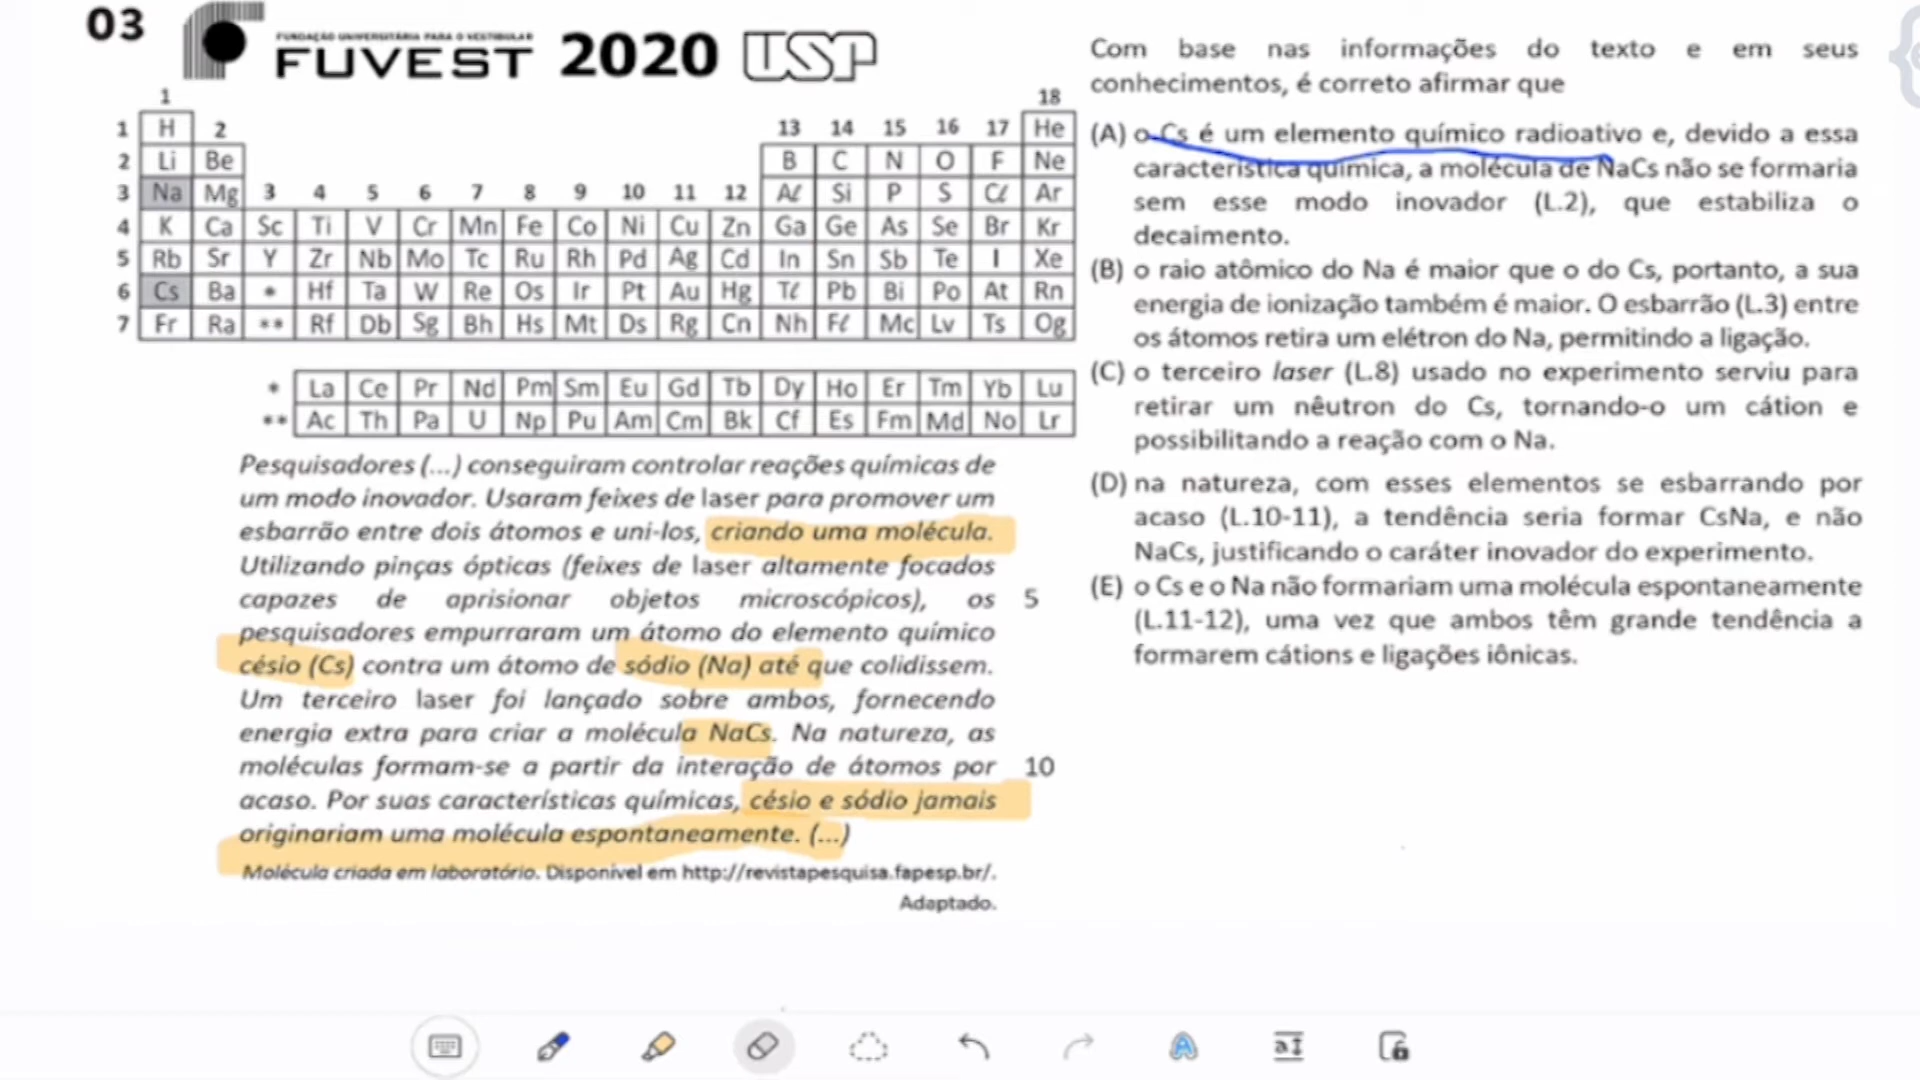 03
FUNDAÇÃO UNIVERSITÁRIA PARA O VESTIBULAR
FUVEST 2020 USP
1 18
1 H 2 13 14 15 16 17 He
2 Li Be B C N O F Ne
3 Na Mg 3 4 5 6 7 8 9 10 11 12 Aℓ Si P S Cℓ Ar
4 K Ca Sc Ti V Cr Mn Fe Co Ni Cu Zn Ga Ge As Se Br Kr
5 Rb Sr Y Zr Nb Mo Tc Ru Rh Pd Ag Cd In Sn Sb Te I Xe
6 Cs Ba * Hf Ta W Re Os Ir Pt Au Hg Tℓ Pb Bi Po At Rn
7 Fr Ra ** Rf Db Sg Bh Hs Mt Ds Rg Cn Nh Fℓ Mc Lv Ts Og
* La Ce Pr Nd Pm Sm Eu Gd Tb Dy Ho Er Tm Yb Lu
** Ac Th Pa U Np Pu Am Cm Bk Cf Es Fm Md No Lr
Pesquisadores (...) conseguiram controlar reações químicas de
um modo inovador. Usaram feixes de laser para promover um
esbarrão entre dois átomos e uni-los, criando uma molécula.
Utilizando pinças ópticas (feixes de laser altamente focados
capazes de aprisionar objetos microscópicos), os 5
pesquisadores empurraram um átomo do elemento químico
césio (Cs) contra um átomo de sódio (Na) até que colidissem.
Um terceiro laser foi lançado sobre ambos, fornecendo
energia extra para criar a molécula NaCs. Na natureza, as
moléculas formam-se a partir da interação de átomos por 10
acaso. Por suas características químicas, césio e sódio jamais
originariam uma molécula espontaneamente. (...)
Molécula criada em laboratório. Disponível em http://revistapesquisa.fapesp.br/.
Adaptado.
Com base nas informações do texto e em seus
conhecimentos, é correto afirmar que
(A) o Cs é um elemento químico radioativo e, devido a essa
característica química, a molécula de NaCs não se formaria
sem esse modo inovador (L.2), que estabiliza o
decaimento.
(B) o raio atômico do Na é maior que o do Cs, portanto, a sua
energia de ionização também é maior. O esbarrão (L.3) entre
os átomos retira um elétron do Na, permitindo a ligação.
(C) o terceiro laser (L.8) usado no experimento serviu para
retirar um nêutron do Cs, tornando-o um cátion e
possibilitando a reação com o Na.
(D) na natureza, com esses elementos se esbarrando por
acaso (L.10-11), a tendência seria formar CsNa, e não
NaCs, justificando o caráter inovador do experimento.
(E) o Cs e o Na não formariam uma molécula espontaneamente
(L.11-12), uma vez que ambos têm grande tendência a
formarem cátions e ligações iônicas.